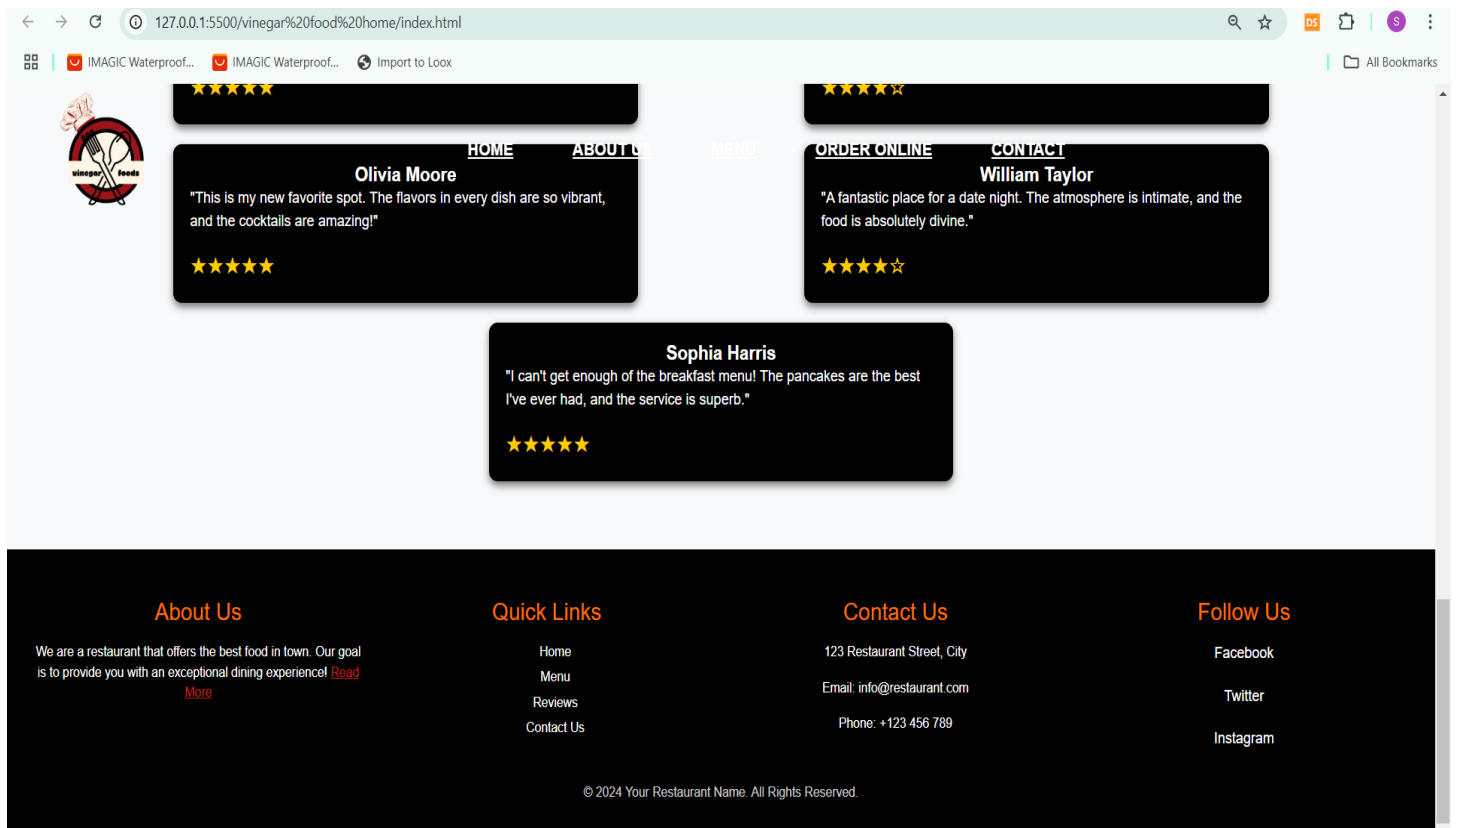 127.0.0.1:5500/vinegar%20food%20home/index.html
DS
S
IMAGIC Waterproof...
IMAGIC Waterproof...
Import to Loox
All Bookmarks
★★★★★
★★★★☆
vinegar foods
HOME
ABOUT US
MENU
ORDER ONLINE
CONTACT
Olivia Moore
"This is my new favorite spot. The flavors in every dish are so vibrant,
and the cocktails are amazing!"
★★★★★
William Taylor
"A fantastic place for a date night. The atmosphere is intimate, and the
food is absolutely divine."
★★★★☆
Sophia Harris
"I can't get enough of the breakfast menu! The pancakes are the best
I've ever had, and the service is superb."
★★★★★
About Us
We are a restaurant that offers the best food in town. Our goal
is to provide you with an exceptional dining experience! Read
More
Quick Links
Home
Menu
Reviews
Contact Us
Contact Us
123 Restaurant Street, City
Email: info@restaurant.com
Phone: +123 456 789
Follow Us
Facebook
Twitter
Instagram
© 2024 Your Restaurant Name. All Rights Reserved.